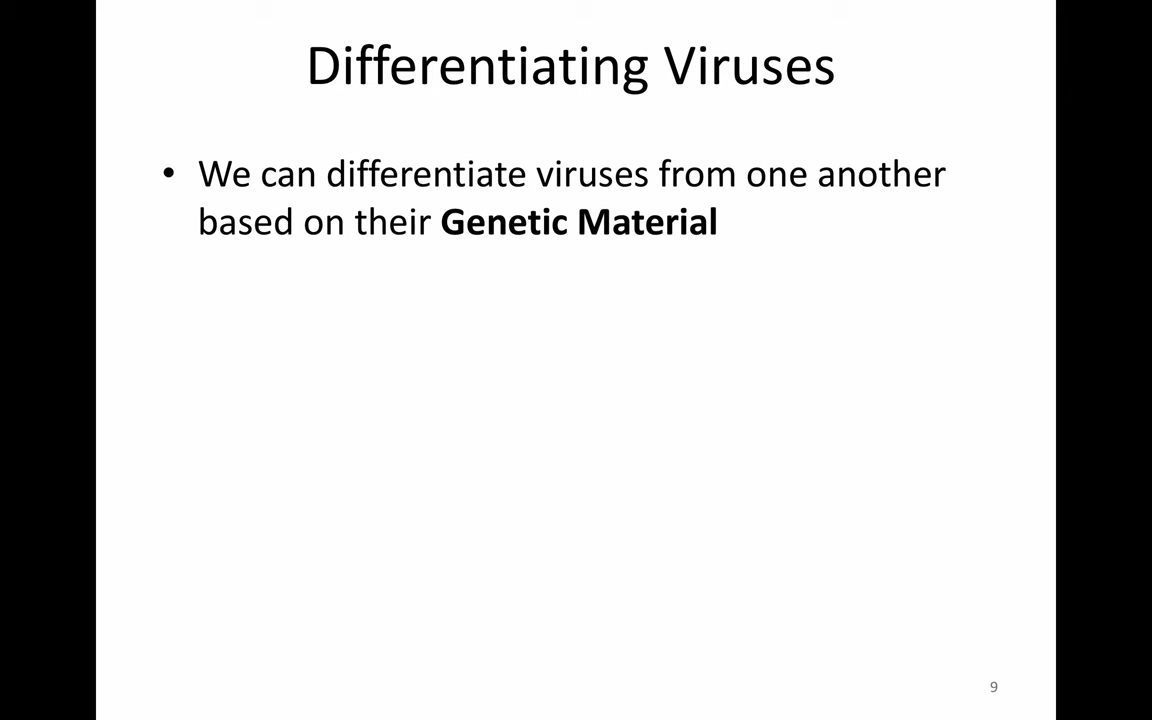 Differentiating Viruses
• We can differentiate viruses from one another
based on their Genetic Material
9